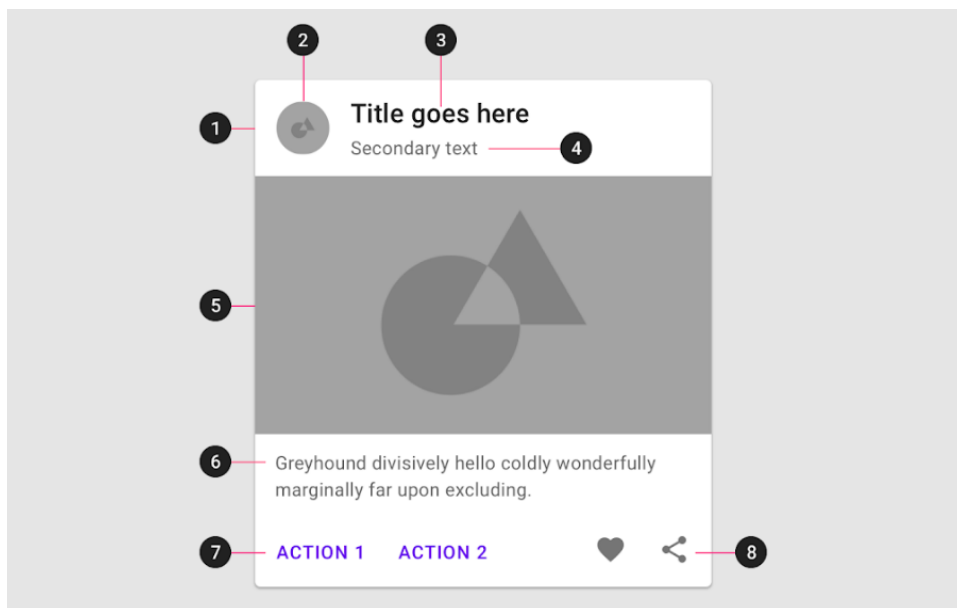 2 3
1 Title goes here
Secondary text 4
5
6 Greyhound divisively hello coldly wonderfully
marginally far upon excluding.
7 ACTION 1 ACTION 2 8